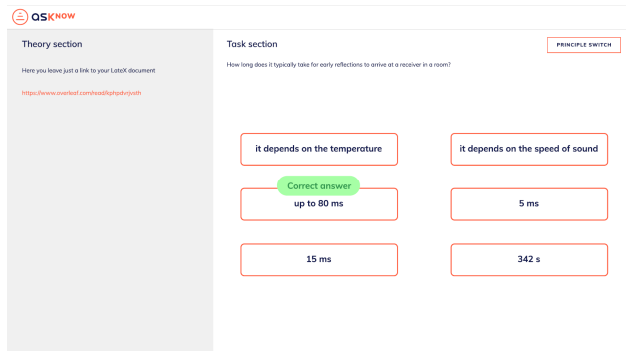 asKNOW
Theory section
Here you leave just a link to your LateX document
https://www.overleaf.com/read/kphpdvrjvsth
Task section
PRINCIPLE SWITCH
How long does it typically take for early reflections to arrive at a receiver in a room?
it depends on the temperature
it depends on the speed of sound
Correct answer
up to 80 ms
5 ms
15 ms
342 s